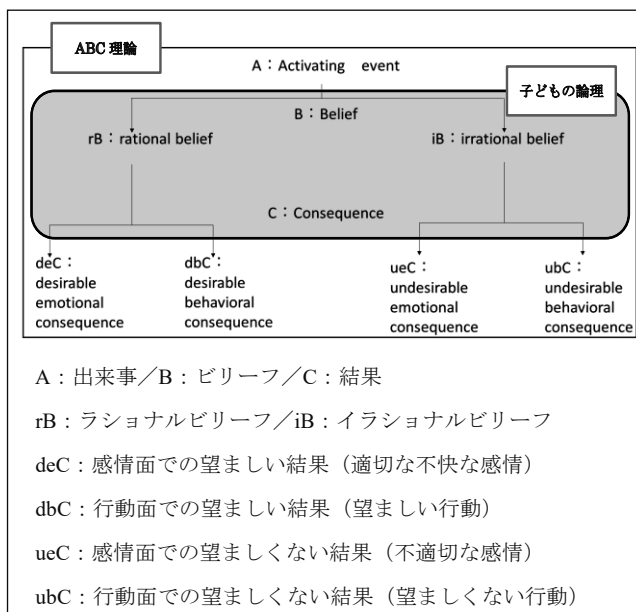 ABC 理論
A：Activating event
子どもの論理
B：Belief
rB：rational belief
iB：irrational belief
C：Consequence
deC：
desirable
emotional
consequence
dbC：
desirable
behavioral
consequence
ueC：
undesirable
emotional
consequence
ubC：
undesirable
behavioral
consequence
A：出来事／B：ビリーフ／C：結果
rB：ラショナルビリーフ／iB：イラショナルビリーフ
deC：感情面での望ましい結果（適切な不快な感情）
dbC：行動面での望ましい結果（望ましい行動）
ueC：感情面での望ましくない結果（不適切な感情）
ubC：行動面での望ましくない結果（望ましくない行動）